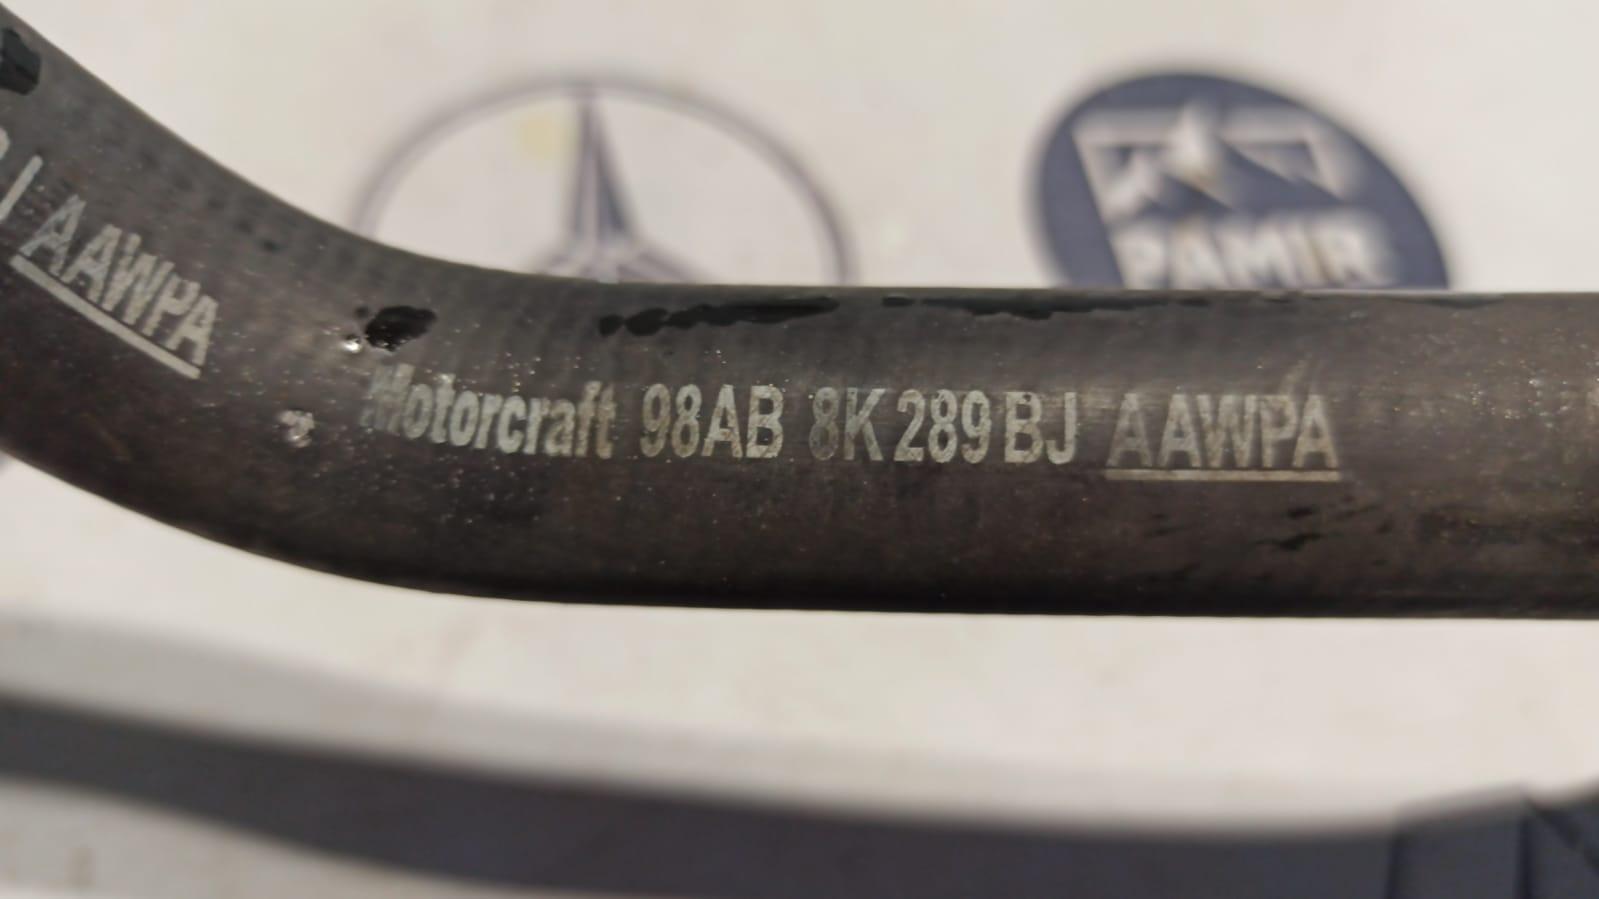 J AAWPA
Motorcraft 98AB 8K289BJ AAWPA
PAMIR